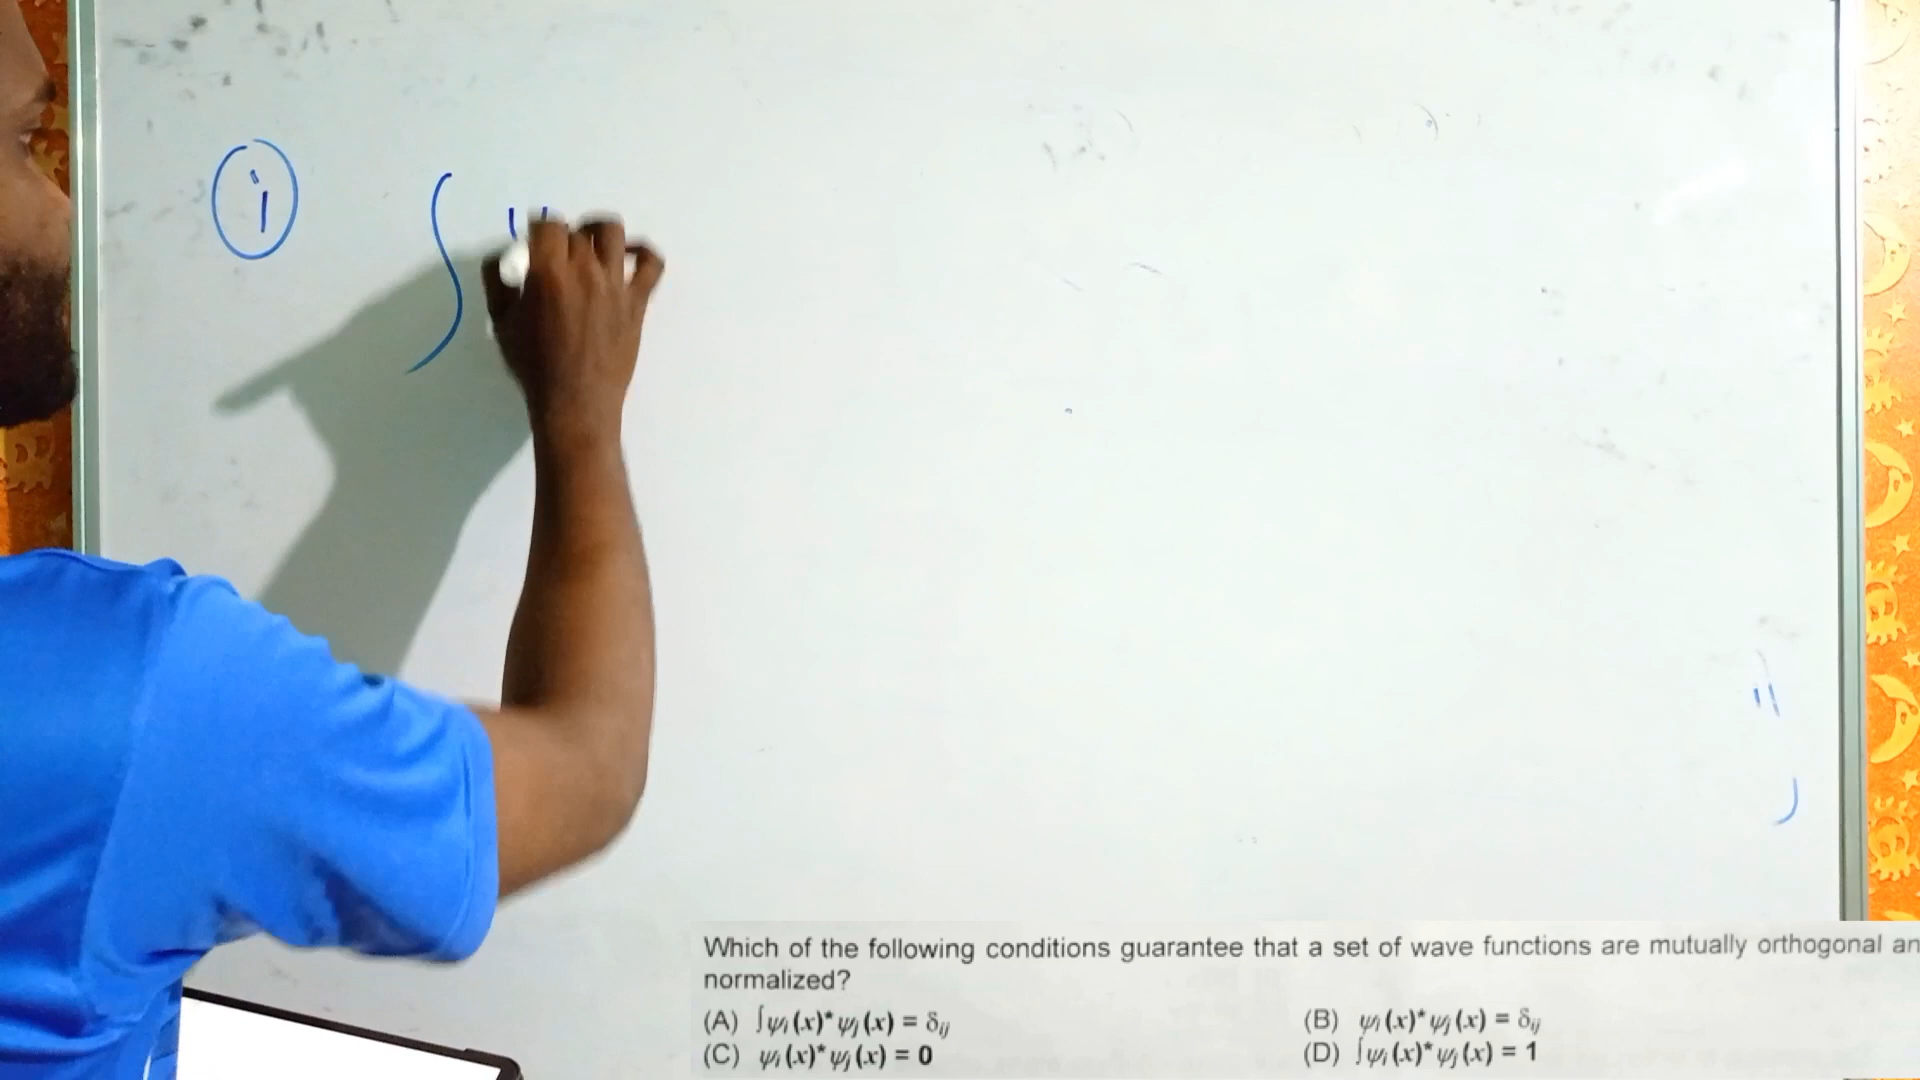 i ∫
Which of the following conditions guarantee that a set of wave functions are mutually orthogonal an
normalized?
(A) ∫ψᵢ(x)* ψⱼ(x) = δᵢⱼ (B) ψᵢ(x)* ψⱼ(x) = δᵢⱼ
(C) ψᵢ(x)* ψⱼ(x) = 0 (D) ∫ψᵢ(x)* ψⱼ(x) = 1